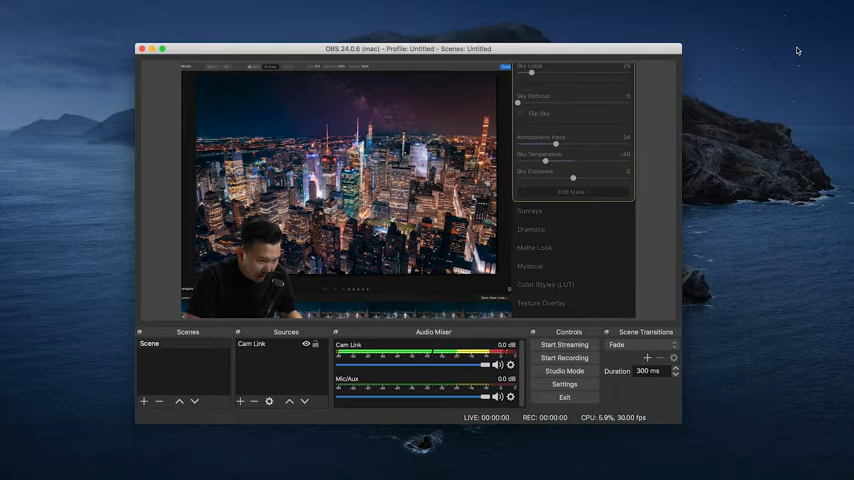 OBS 24.0.6 (mac) - Profile: Untitled - Scenes: Untitled
Sky Local 25
Sky Defocus 0
Flip Sky
Atmospheric Haze 34
Sky Temperature -49
Sky Exposure 0
Edit Mask
Sunrays
Dramatic
Matte Look
Mystical
Color Styles (LUT)
Texture Overlay
Scenes
Scene
Sources
Cam Link
Audio Mixer
Cam Link 0.0 dB
Mic/Aux 0.0 dB
Controls
Start Streaming
Start Recording
Studio Mode
Settings
Exit
Scene Transitions
Fade
Duration 300 ms
LIVE: 00:00:00 REC: 00:00:00 CPU: 5.9%, 30.00 fps